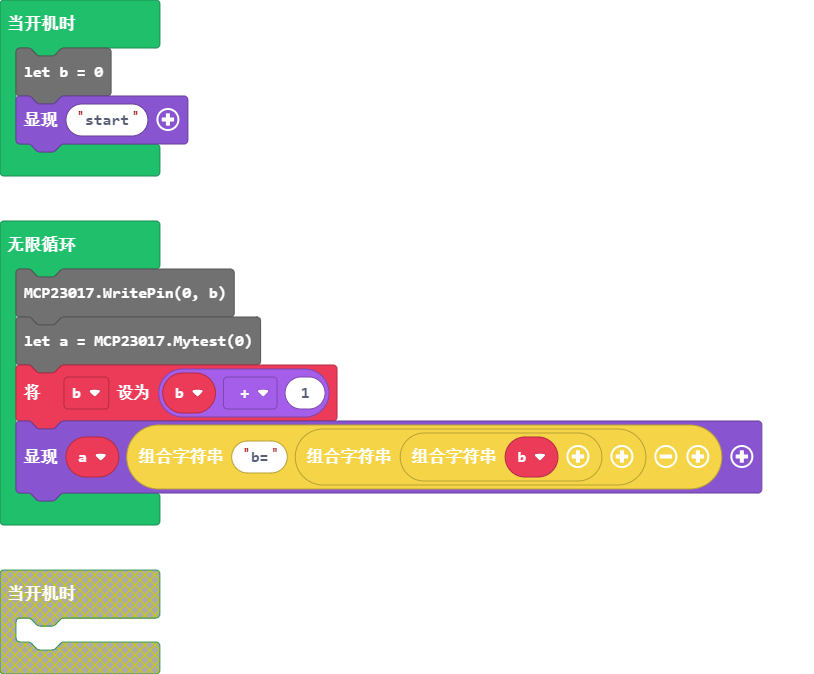 当开机时
let b = 0
显现 "start"
无限循环
MCP23017.WritePin(0, b)
let a = MCP23017.Mytest(0)
将 b 设为 b + 1
显现 a 组合字符串 "b=" 组合字符串 组合字符串 b
当开机时